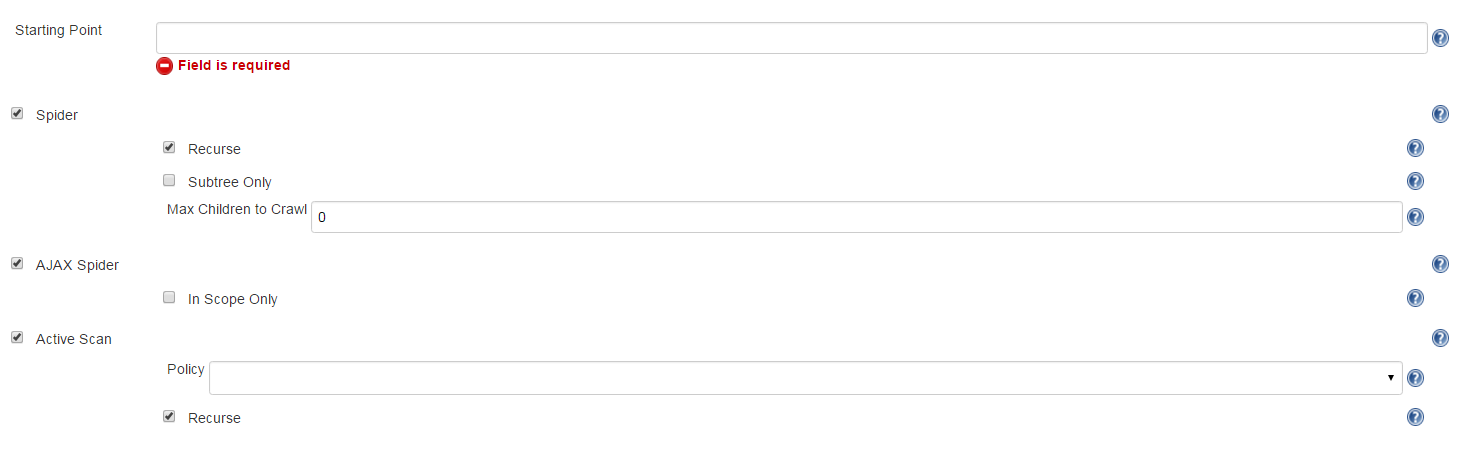 Starting Point
Field is required
Spider
Recurse
Subtree Only
Max Children to Crawl 0
AJAX Spider
In Scope Only
Active Scan
Policy
Recurse